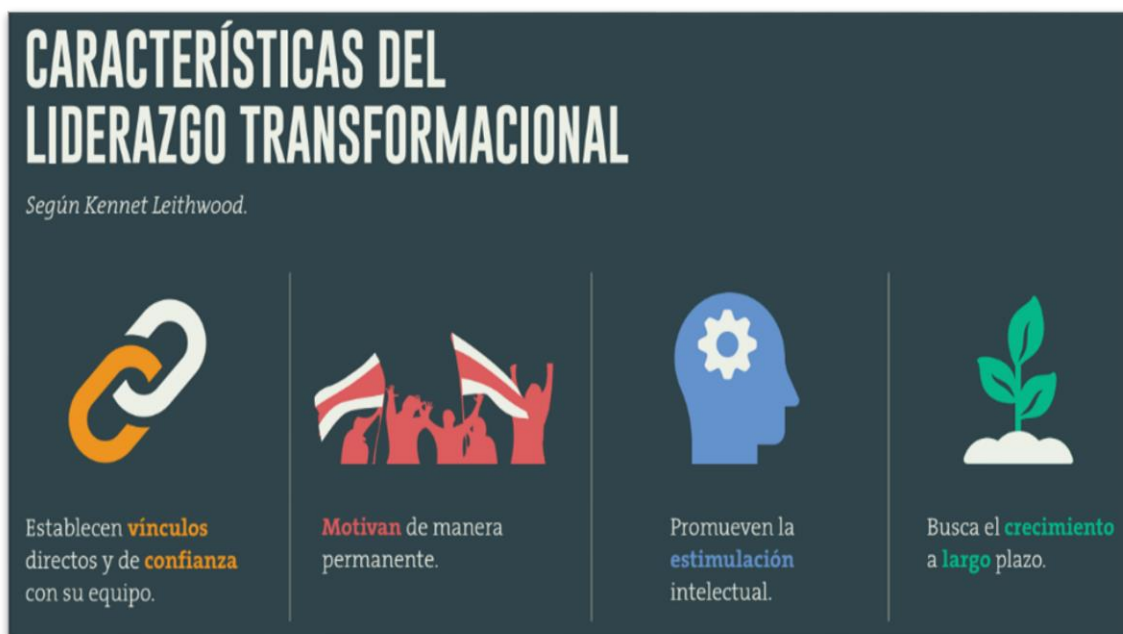 CARACTERÍSTICAS DEL
LIDERAZGO TRANSFORMACIONAL
Según Kennet Leithwood.
Establecen vínculos
directos y de confianza
con su equipo.
Motivan de manera
permanente.
Promueven la
estimulación
intelectual.
Busca el crecimiento
a largo plazo.